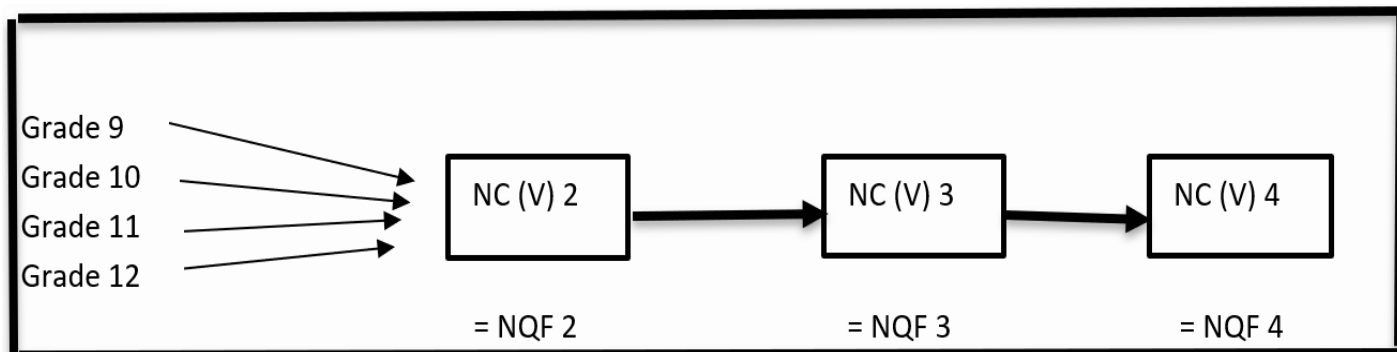 Grade 9
Grade 10
Grade 11
Grade 12
NC (V) 2
NC (V) 3
NC (V) 4
= NQF 2
= NQF 3
= NQF 4